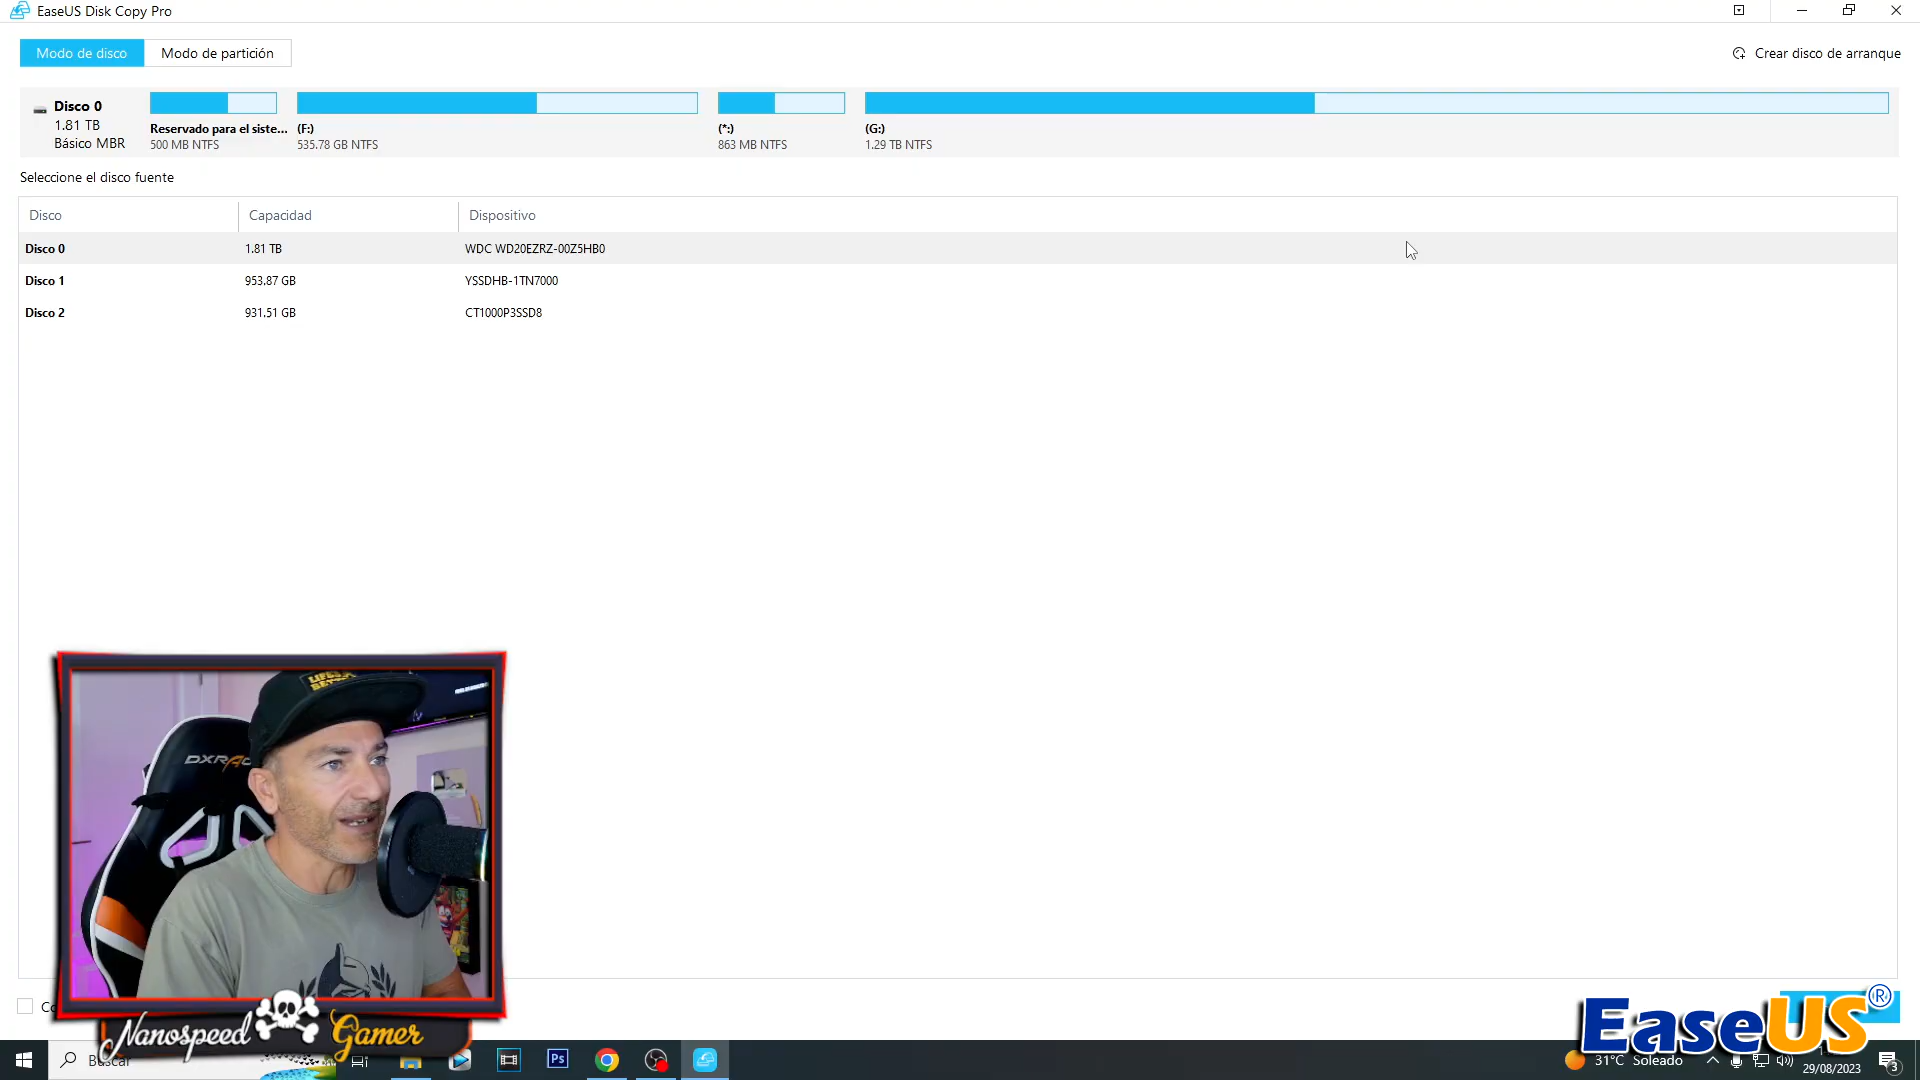 EaseUS Disk Copy Pro
Modo de disco
Modo de partición
Crear disco de arranque
Disco 0
1.81 TB
Básico MBR
Reservado para el siste...
500 MB NTFS
(F:)
535.78 GB NTFS
(*:)
863 MB NTFS
(G:)
1.29 TB NTFS
Seleccione el disco fuente
Disco Capacidad Dispositivo
Disco 0 1.81 TB WDC WD20EZRZ-00Z5HB0
Disco 1 953.87 GB YSSDHB-1TN7000
Disco 2 931.51 GB CT1000P3SSD8
Nanospeed Gamer
EaseUS®
Buscar
Ps
31°C Soleado
29/08/2023
3